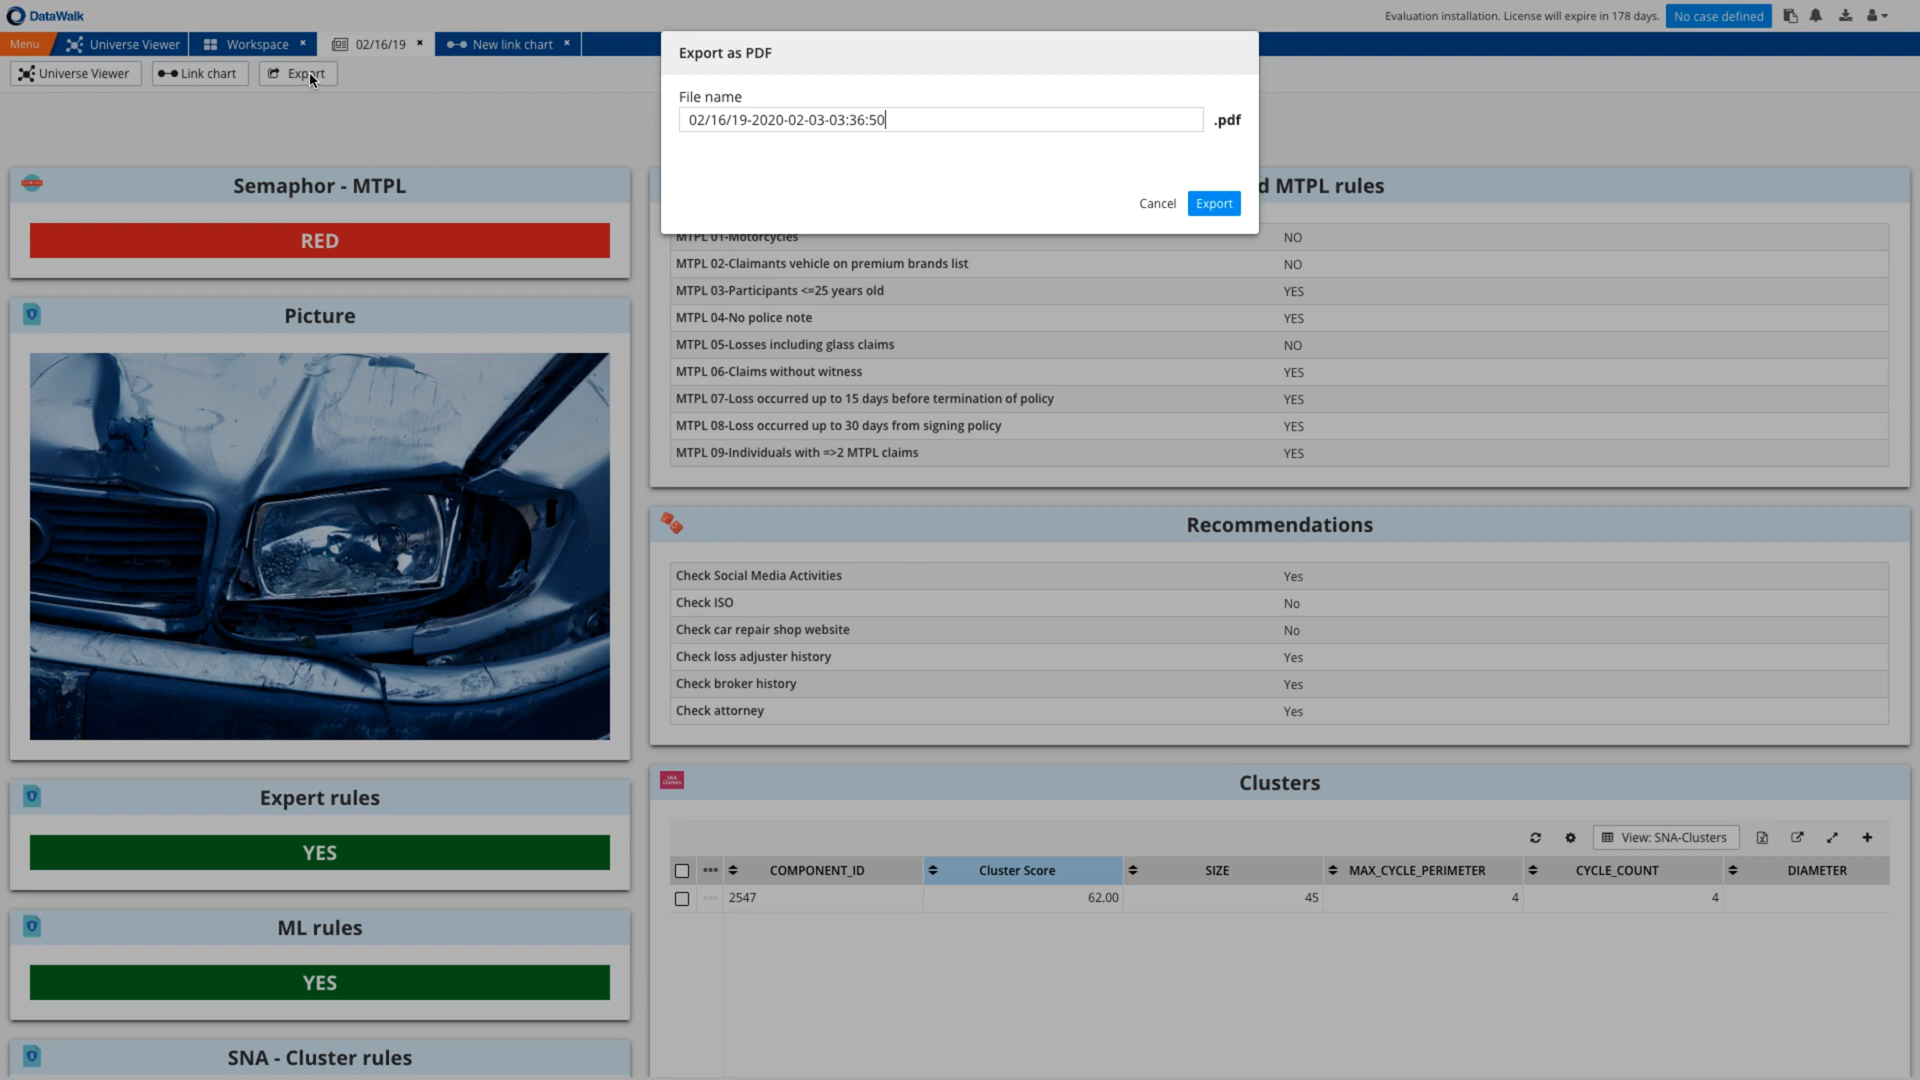 DataWalk
Evaluation installation. License will expire in 178 days.
No case defined
Menu
Universe Viewer
Workspace
02/16/19
New link chart
Universe Viewer
Link chart
Export
Export as PDF
File name
02/16/19-2020-02-03-03:36:50
.pdf
Cancel
Export
Semaphor - MTPL
RED
Picture
Expert rules
YES
ML rules
YES
SNA - Cluster rules
d MTPL rules
MTPL 01-Motorcycles NO
MTPL 02-Claimants vehicle on premium brands list NO
MTPL 03-Participants <=25 years old YES
MTPL 04-No police note YES
MTPL 05-Losses including glass claims NO
MTPL 06-Claims without witness YES
MTPL 07-Loss occurred up to 15 days before termination of policy YES
MTPL 08-Loss occurred up to 30 days from signing policy YES
MTPL 09-Individuals with =>2 MTPL claims YES
Recommendations
Check Social Media Activities Yes
Check ISO No
Check car repair shop website No
Check loss adjuster history Yes
Check broker history Yes
Check attorney Yes
SNA
Clusters
Clusters
View: SNA-Clusters
COMPONENT_ID Cluster Score SIZE MAX_CYCLE_PERIMETER CYCLE_COUNT DIAMETER
2547 62.00 45 4 4